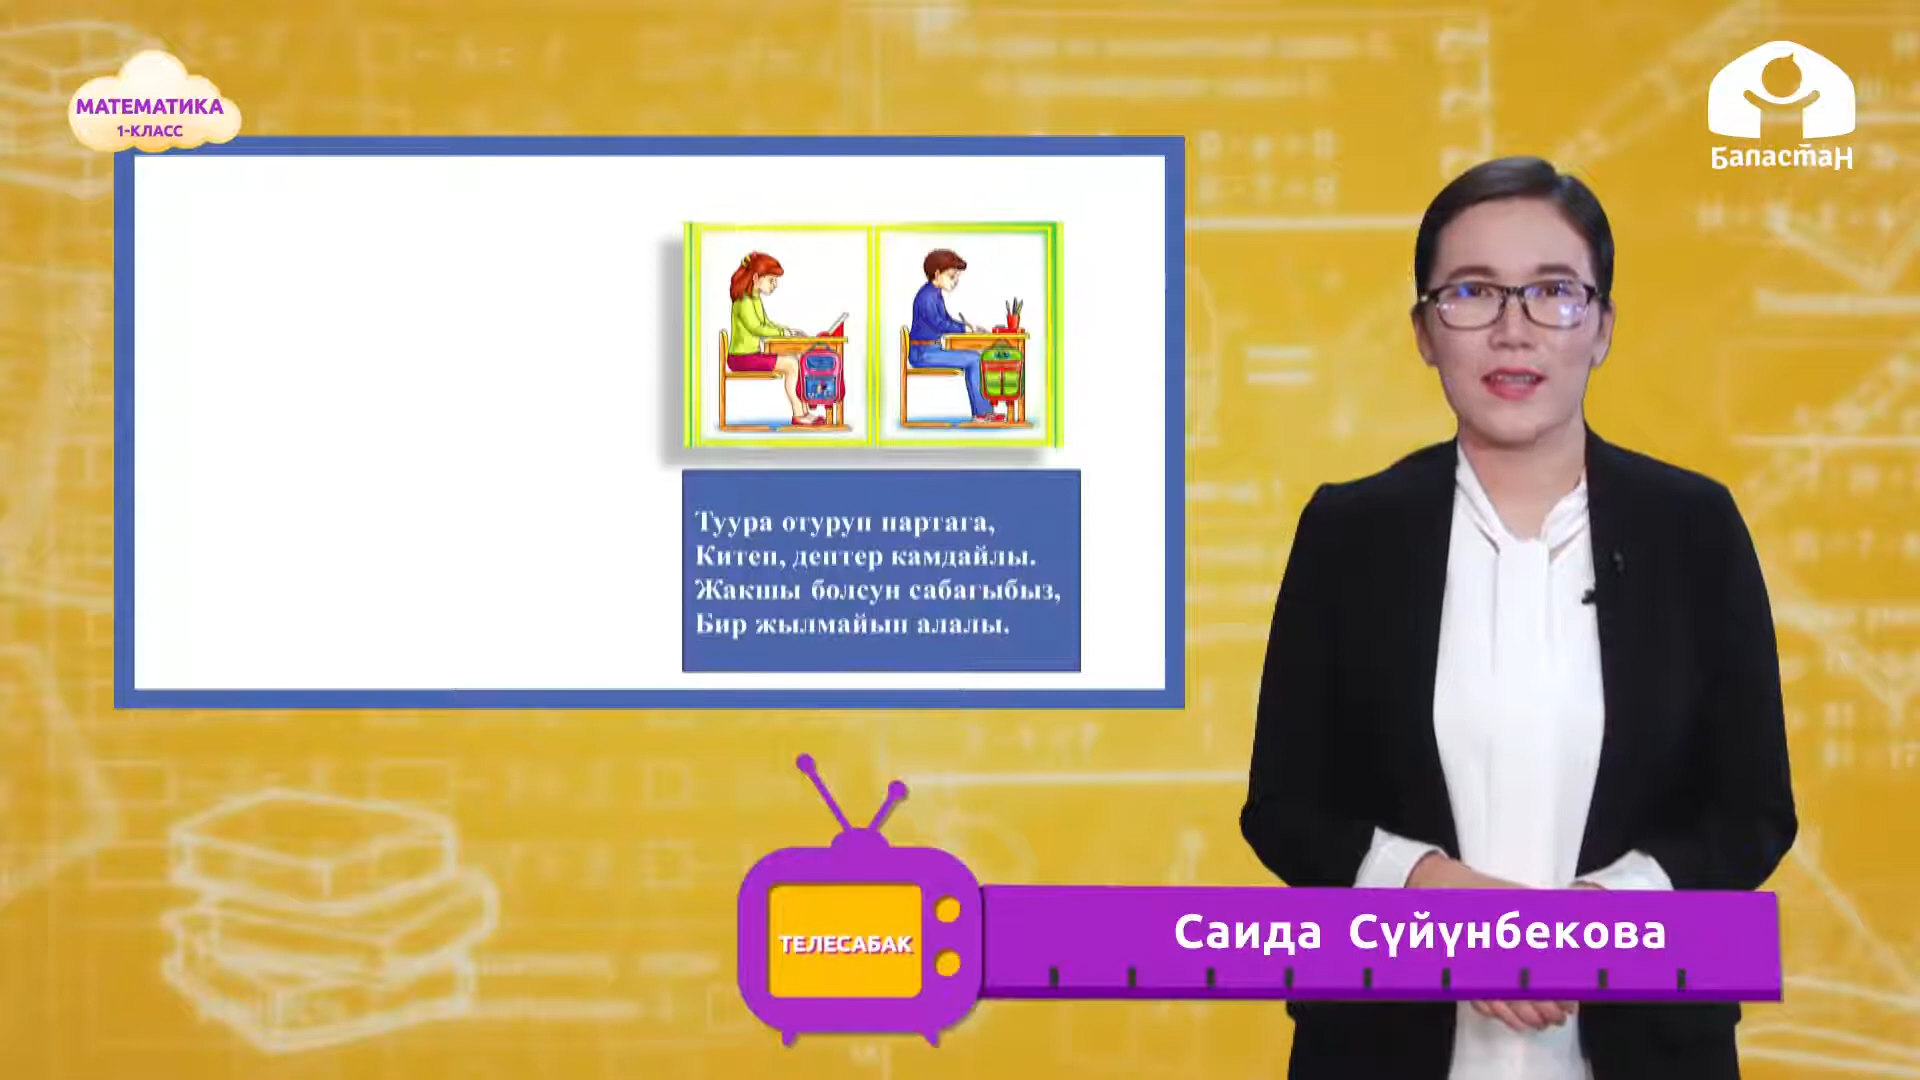 МАТЕМАТИКА
1-КЛАСС
Баластан
Туура отуруп партага,
Китеп, дептер камдайлы.
Жакшы болсун сабагыбыз,
Бир жылмайып алалы.
ТЕЛЕСАБАК
Саида Сүйүнбекова